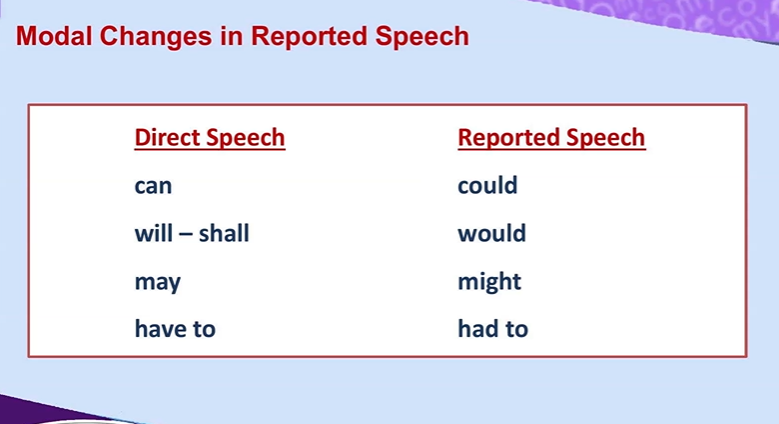 Modal Changes in Reported Speech
Direct Speech Reported Speech
can could
will – shall would
may might
have to had to